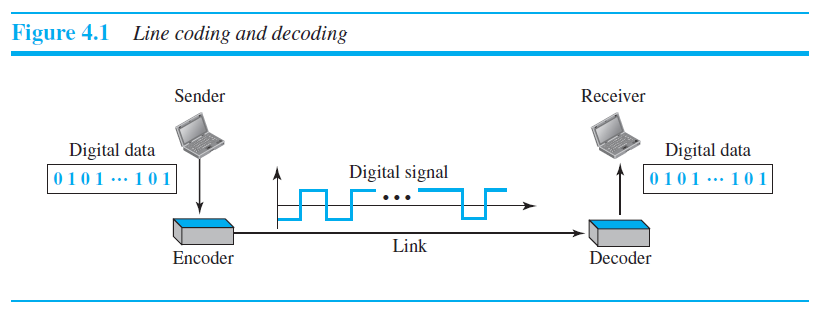 Figure 4.1 Line coding and decoding
Sender
Receiver
Digital data
Digital signal
Digital data
0 1 0 1 ... 1 0 1
...
0 1 0 1 ... 1 0 1
Link
Encoder
Decoder